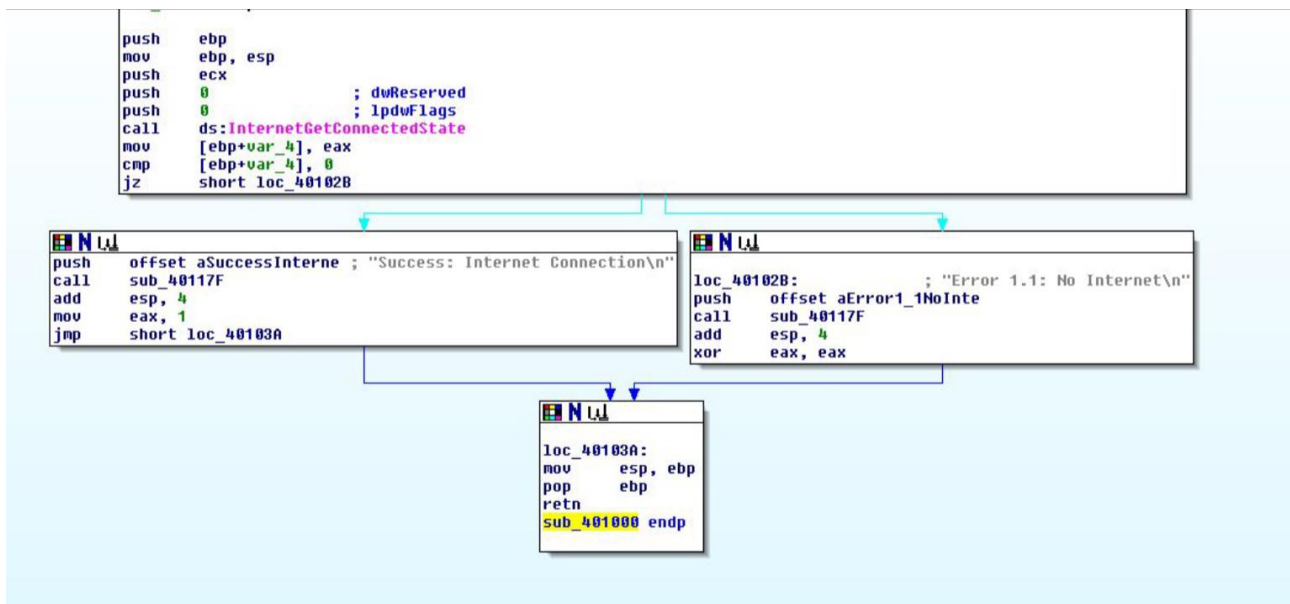 push ebp
mov ebp, esp
push ecx
push 0 ; dwReserved
push 0 ; lpdwFlags
call ds:InternetGetConnectedState
mov [ebp+var_4], eax
cmp [ebp+var_4], 0
jz short loc_40102B
push offset aSuccessInterne ; "Success: Internet Connection\n"
call sub_40117F
add esp, 4
mov eax, 1
jmp short loc_40103A
loc_40102B: ; "Error 1.1: No Internet\n"
push offset aError1_1NoInte
call sub_40117F
add esp, 4
xor eax, eax
loc_40103A:
mov esp, ebp
pop ebp
retn
sub_401000 endp